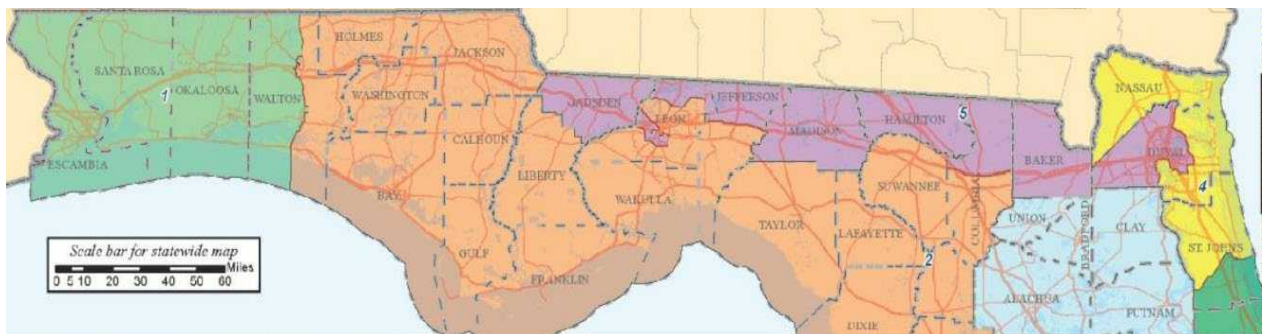 HOLMES
JACKSON
SANTA ROSA
1
OKALOOSA
WALTON
WASHINGTON
GADSDEN
JEFFERSON
NASSAU
LEON
HAMILTON
5
CALHOUN
MADISON
BAKER
DUVAL
ESCAMBIA
LIBERTY
SUWANNEE
COLUMBIA
4
BAY
WAKULLA
TAYLOR
LAFAYETTE
UNION
BRADFORD
CLAY
ST JOHNS
Scale bar for statewide map
Miles
0 5 10 20 30 40 50 60
GULF
FRANKLIN
2
ALACHUA
PUTNAM
DIXIE